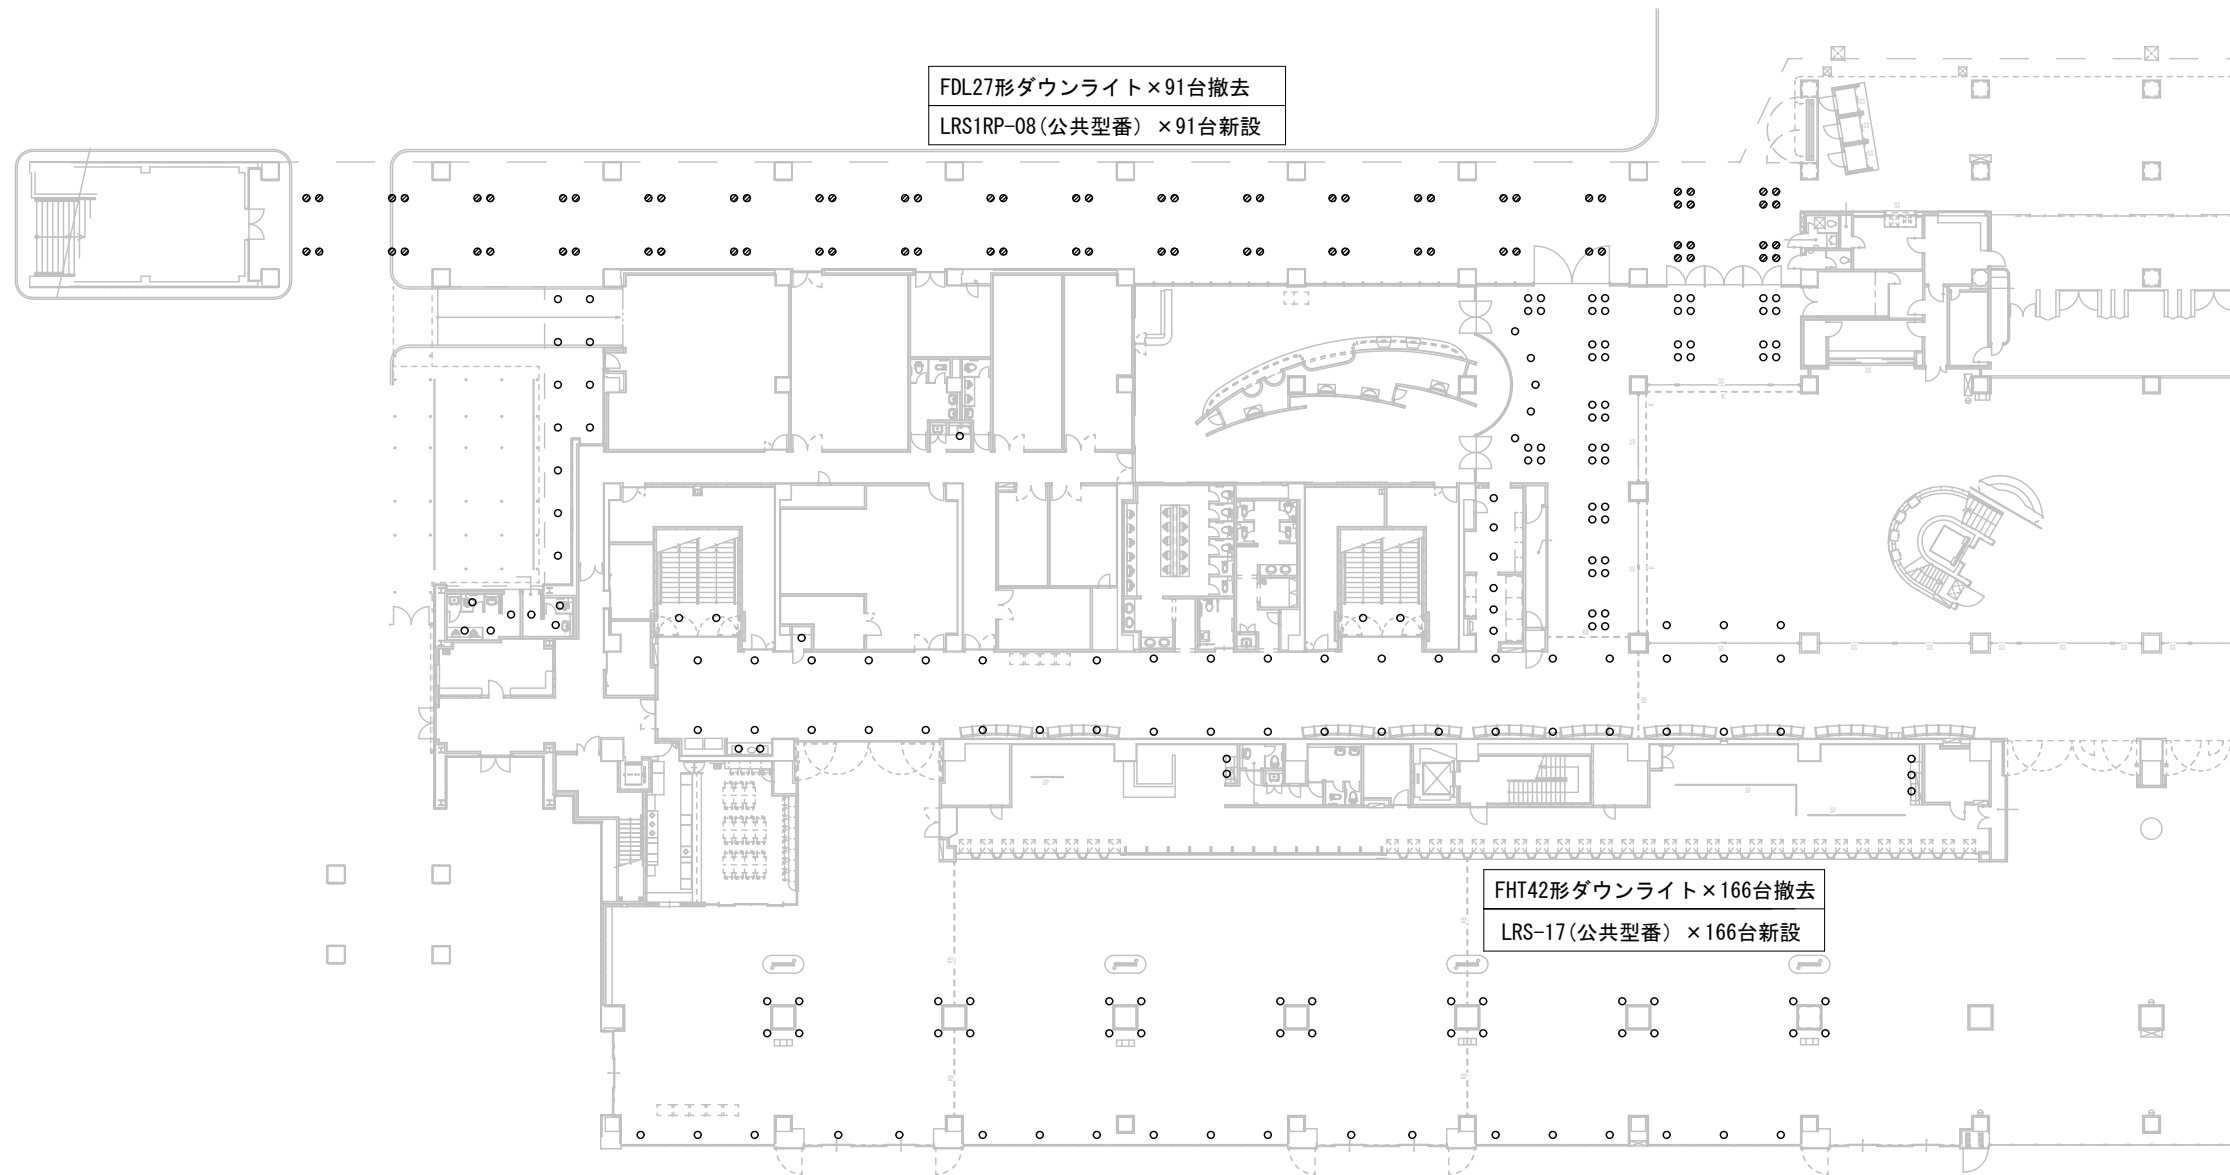 FDL27形ダウンライト×91台撤去
LRS1RP-08(公共型番）×91台新設
FHT42形ダウンライト×166台撤去
LRS-17(公共型番）×166台新設